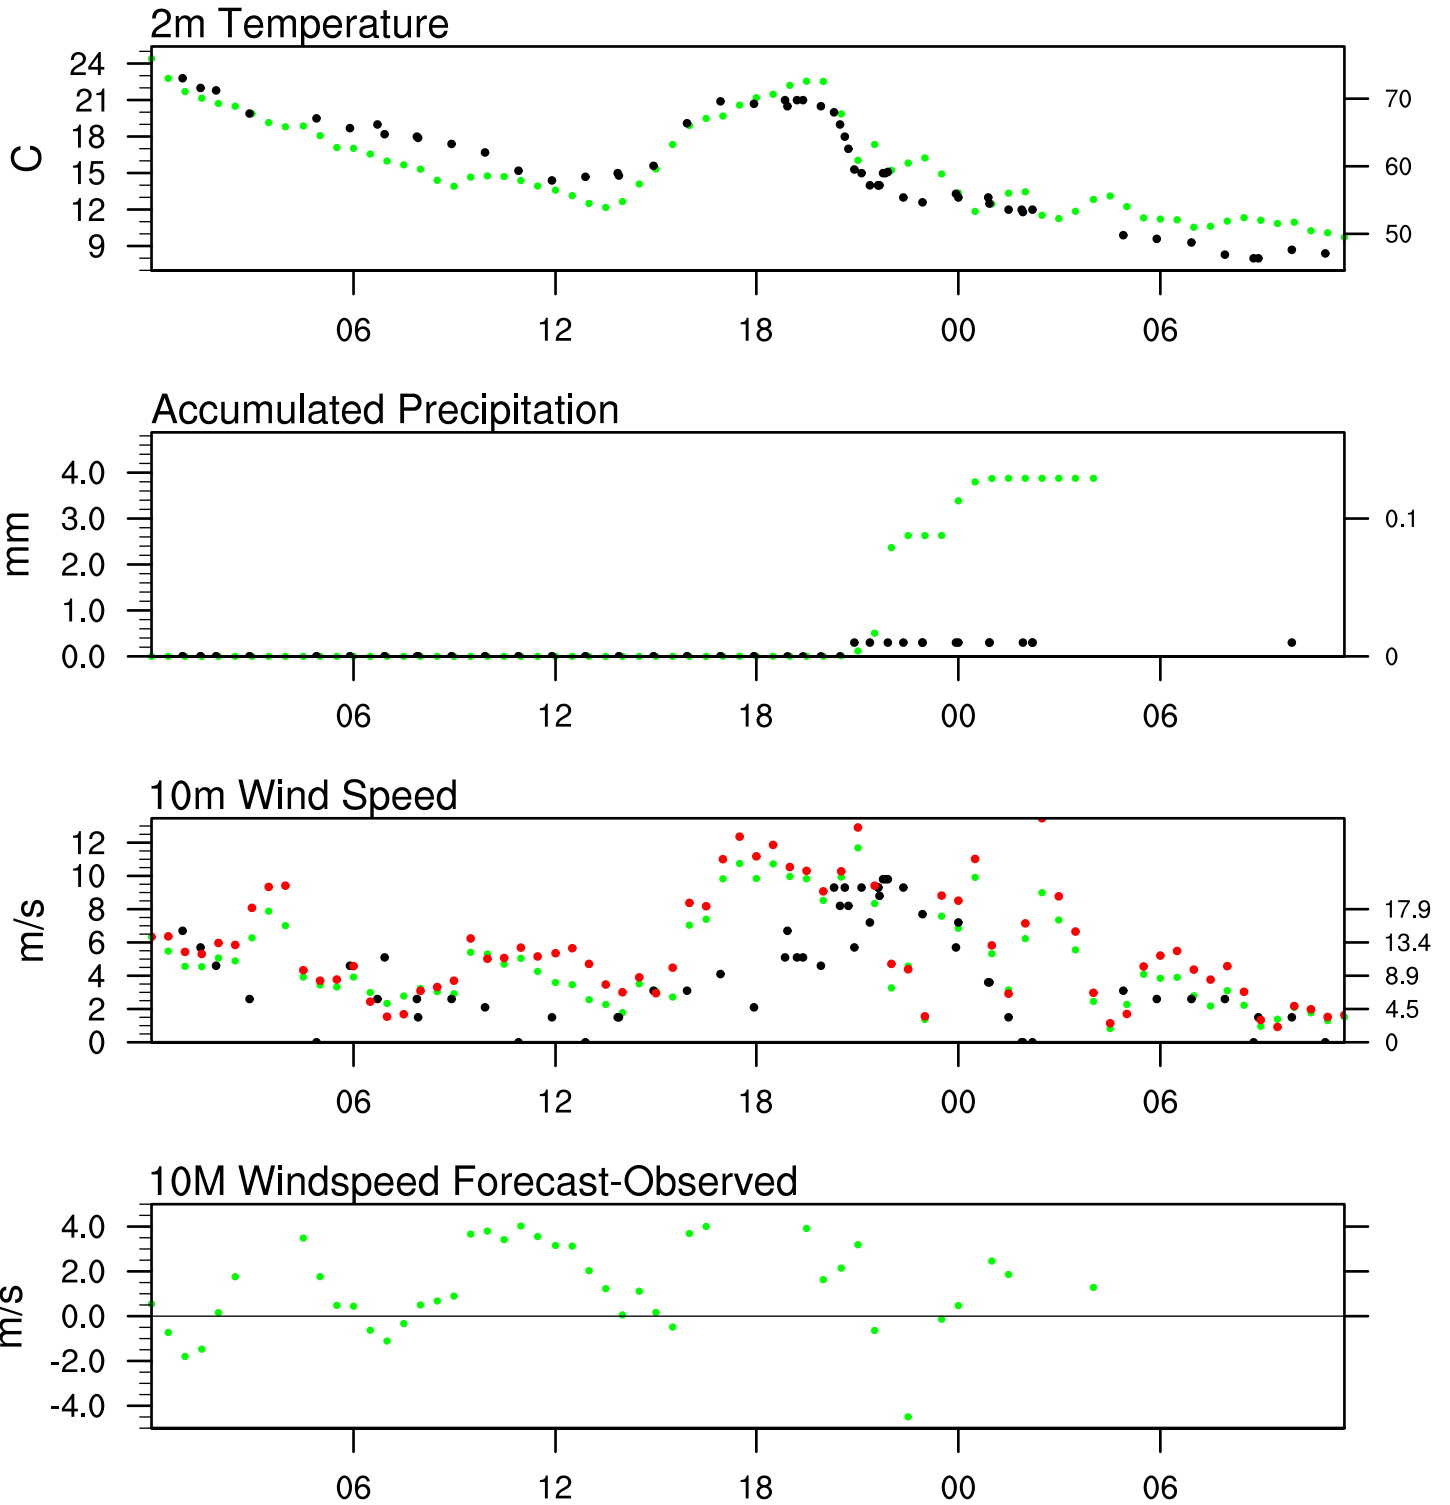 2m Temperature
24
21
18
15
12
9
C
70
60
50
06 12 18 00 06
Accumulated Precipitation
4.0
3.0
2.0
1.0
0.0
mm
0.1
0
06 12 18 00 06
10m Wind Speed
12
10
8
6
4
2
0
m/s
17.9
13.4
8.9
4.5
0
06 12 18 00 06
10M Windspeed Forecast-Observed
4.0
2.0
0.0
-2.0
-4.0
m/s
06 12 18 00 06